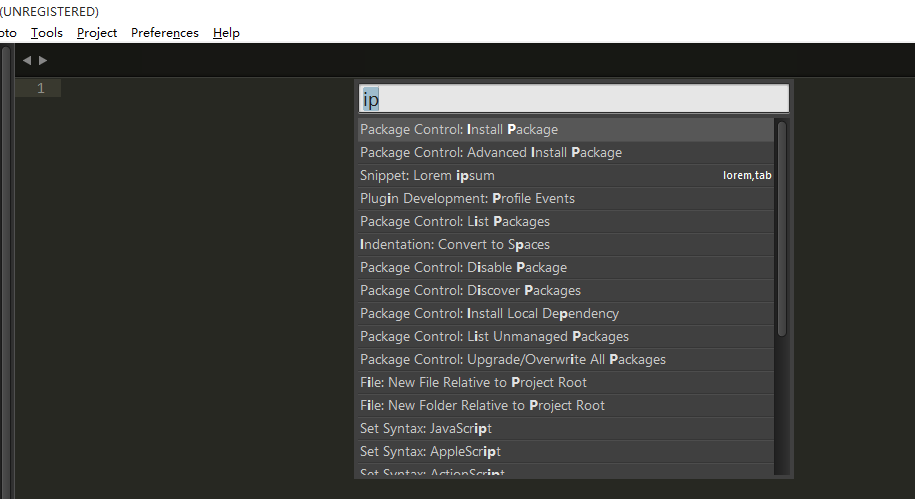 (UNREGISTERED)
oto Tools Project Preferences Help
1
ip
Package Control: Install Package
Package Control: Advanced Install Package
Snippet: Lorem ipsum lorem,tab
Plugin Development: Profile Events
Package Control: List Packages
Indentation: Convert to Spaces
Package Control: Disable Package
Package Control: Discover Packages
Package Control: Install Local Dependency
Package Control: List Unmanaged Packages
Package Control: Upgrade/Overwrite All Packages
File: New File Relative to Project Root
File: New Folder Relative to Project Root
Set Syntax: JavaScript
Set Syntax: AppleScript
Set Syntax: ActionScript